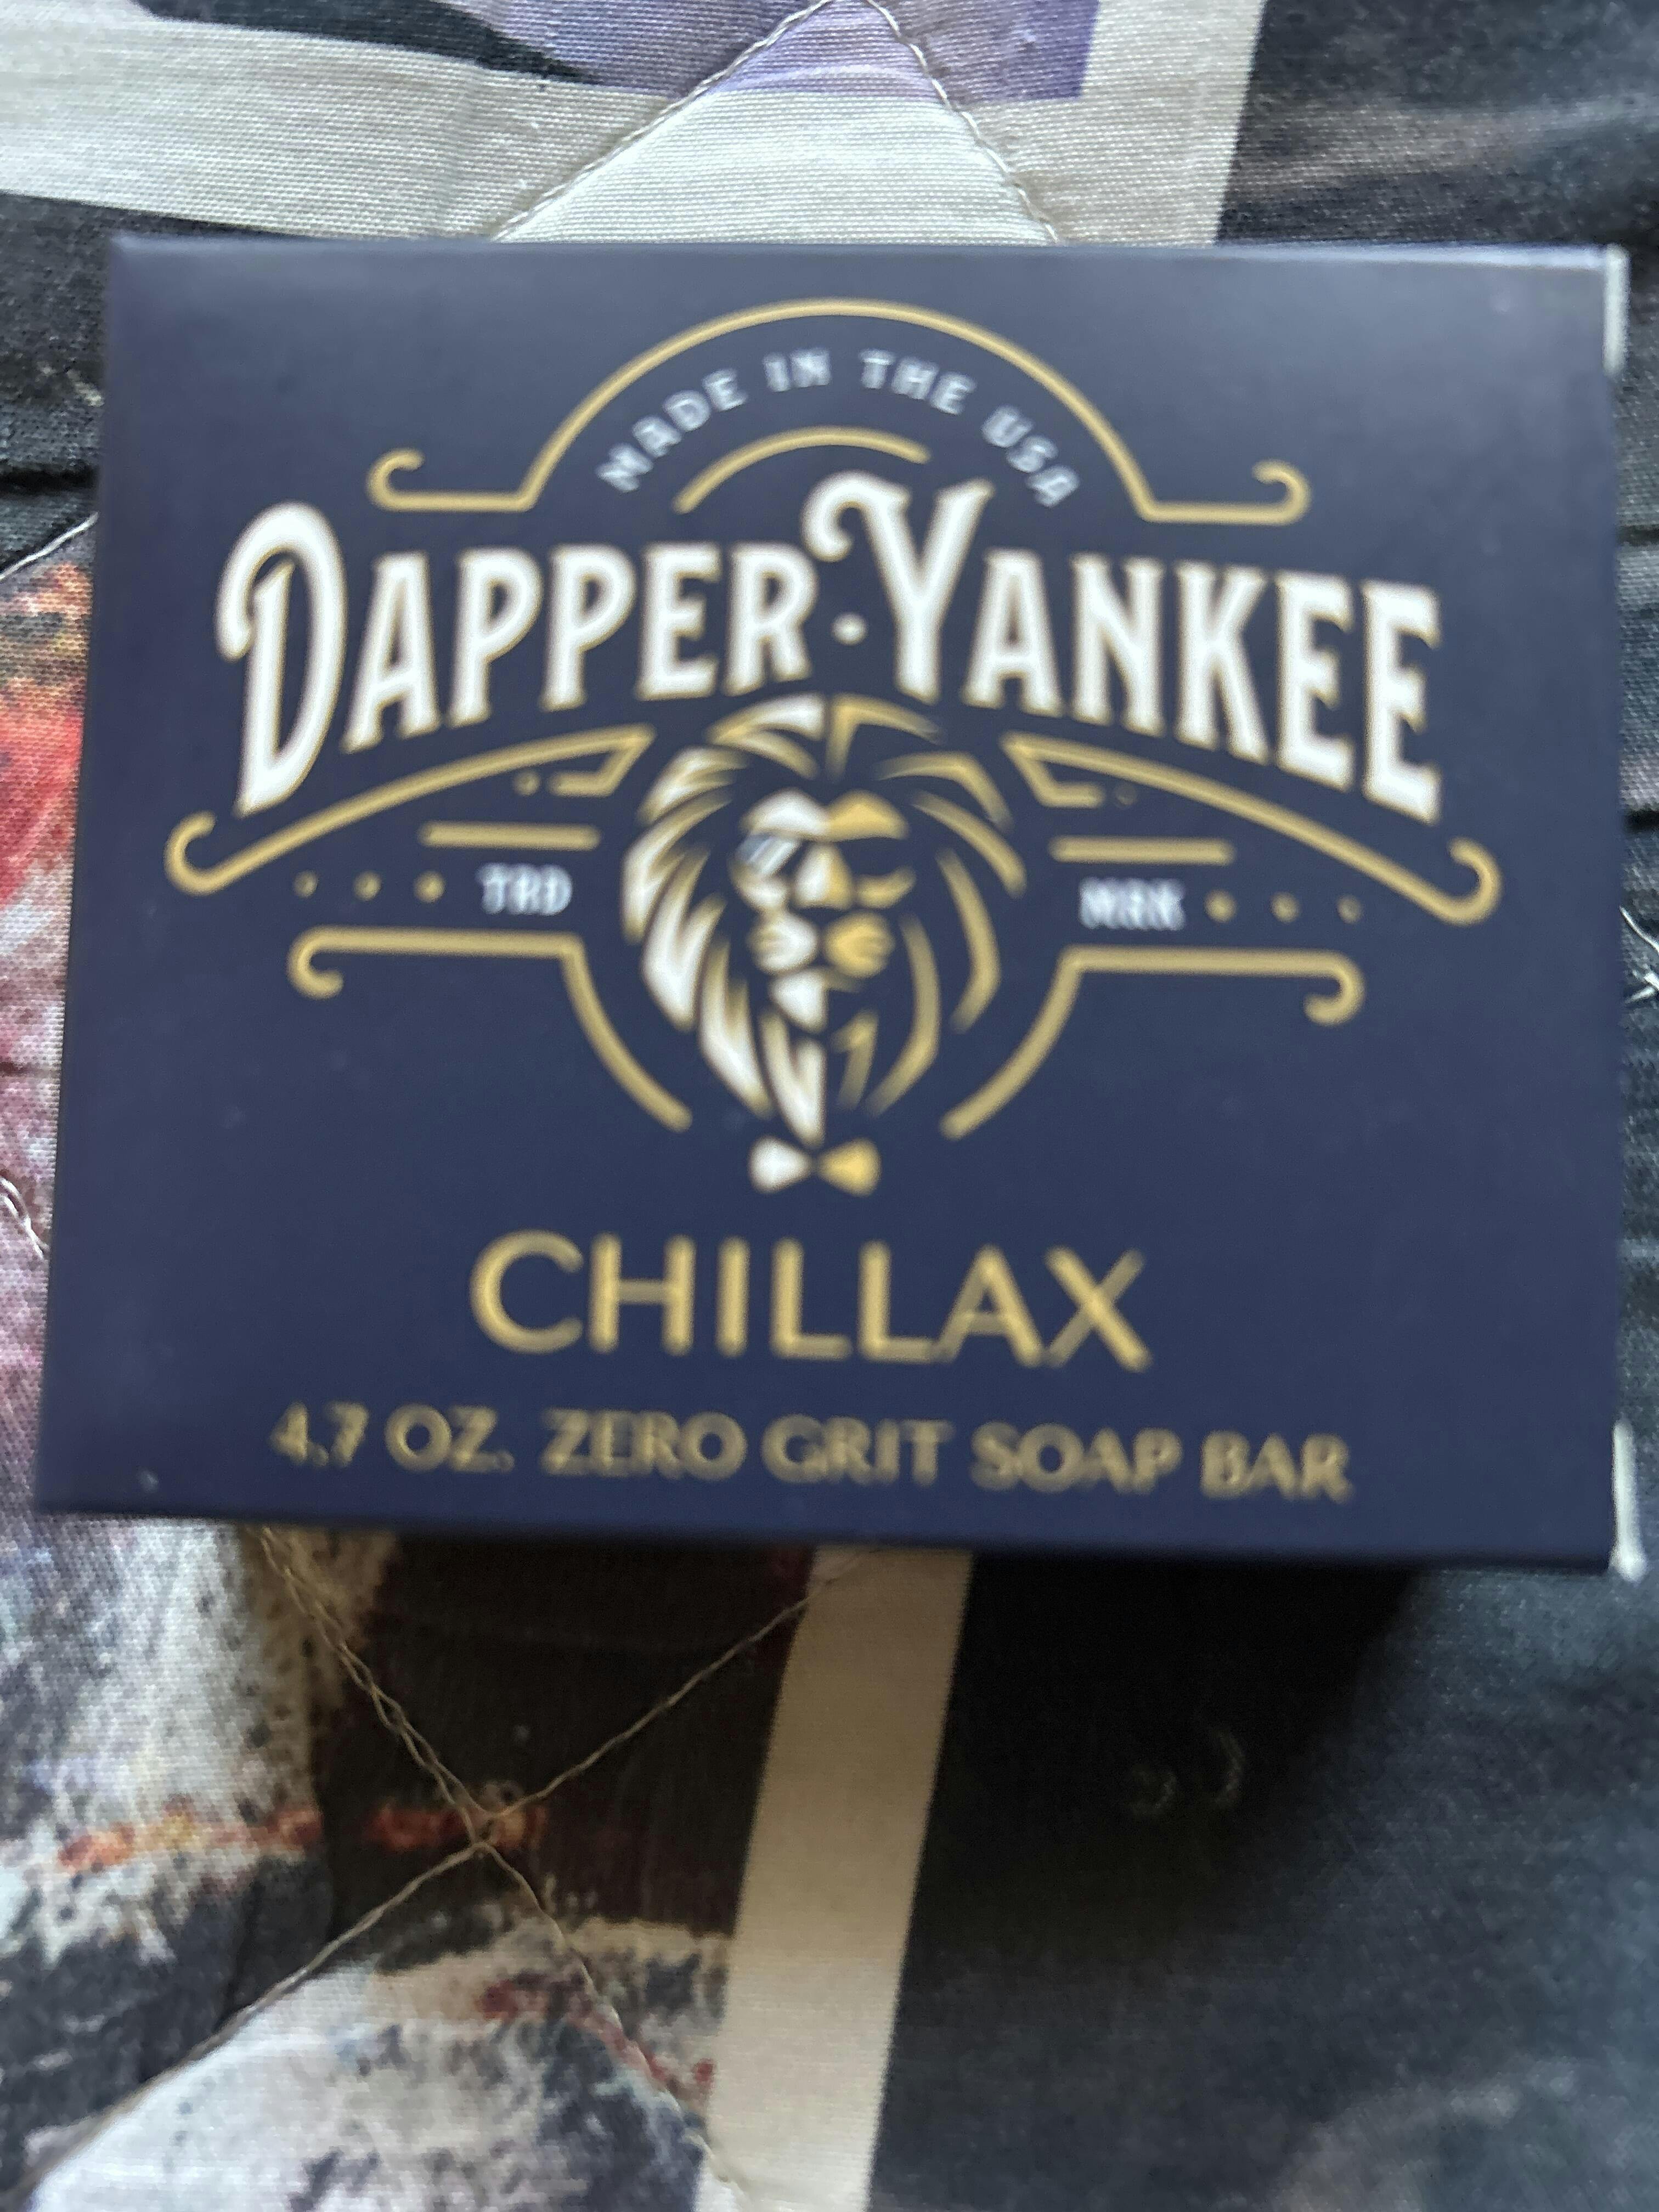 MADE IN THE USA
DAPPER · YANKEE
TRD MRK
CHILLAX
4.7 OZ. ZERO GRIT SOAP BAR